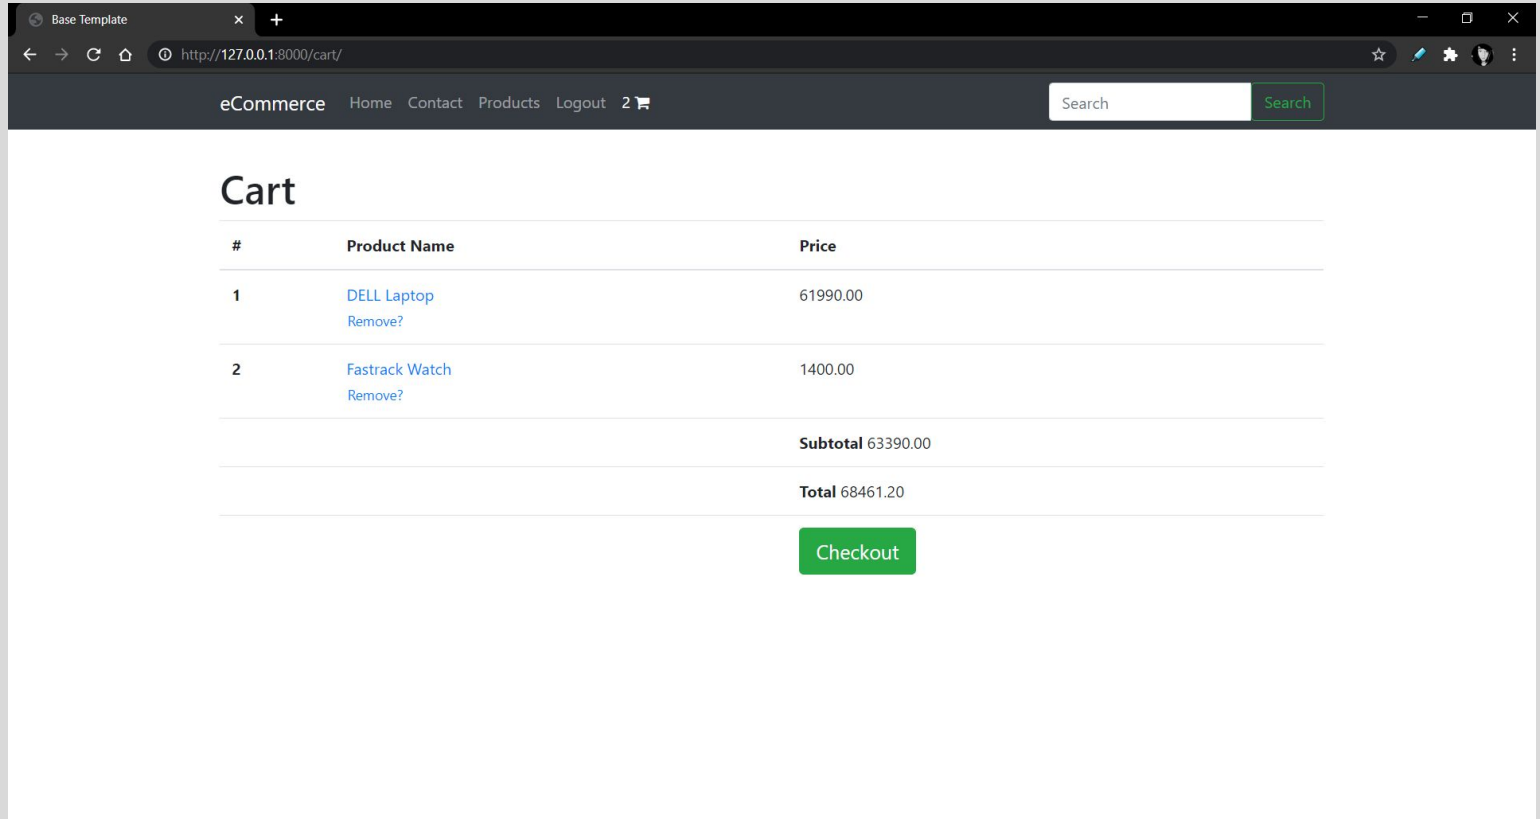 Base Template
http://127.0.0.1:8000/cart/
eCommerce Home Contact Products Logout 2 Search Search
Cart
# Product Name Price
1 DELL Laptop 61990.00
Remove?
2 Fastrack Watch 1400.00
Remove?
Subtotal 63390.00
Total 68461.20
Checkout